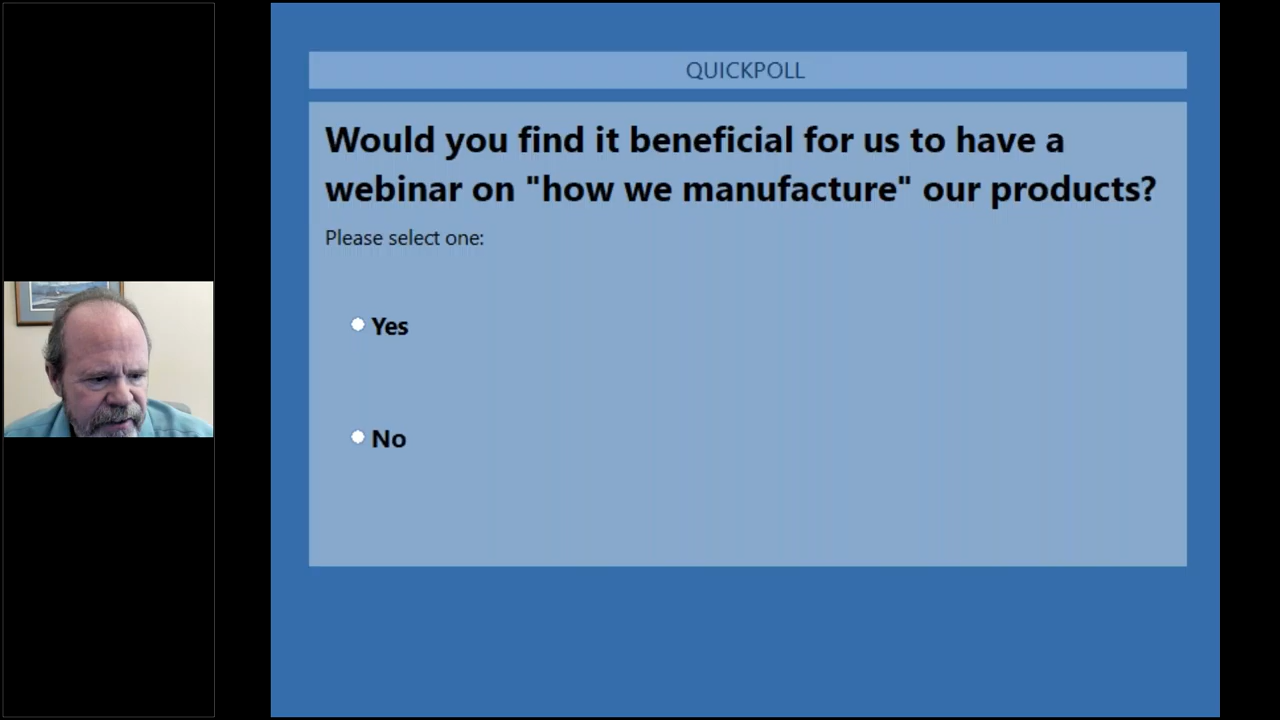 QUICKPOLL
Would you find it beneficial for us to have a
webinar on "how we manufacture" our products?
Please select one:
Yes
No